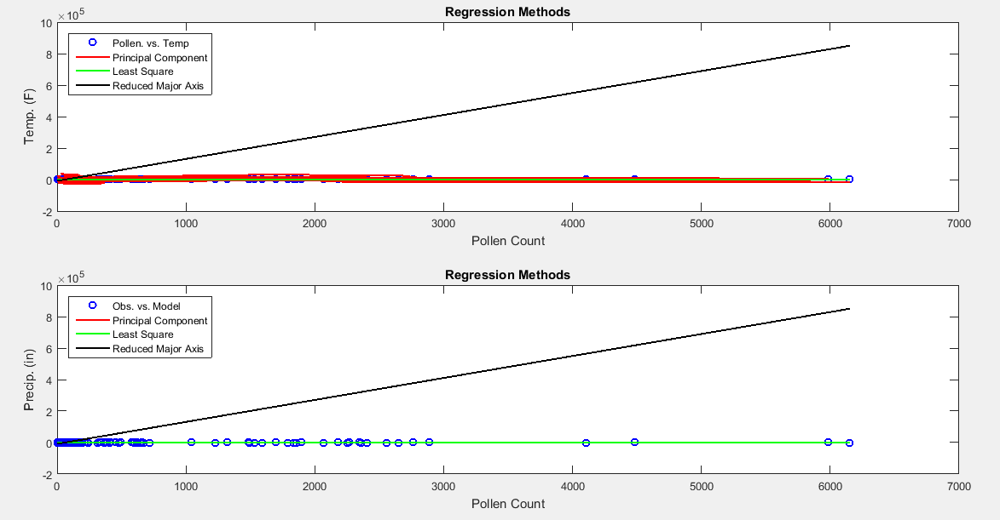 Regression Methods
×10^5
10
8
6
4
2
0
-2
Temp. (F)
Pollen. vs. Temp
Principal Component
Least Square
Reduced Major Axis
0 1000 2000 3000 4000 5000 6000 7000
Pollen Count
Regression Methods
×10^5
10
8
6
4
2
0
-2
Precip. (in)
Obs. vs. Model
Principal Component
Least Square
Reduced Major Axis
0 1000 2000 3000 4000 5000 6000 7000
Pollen Count